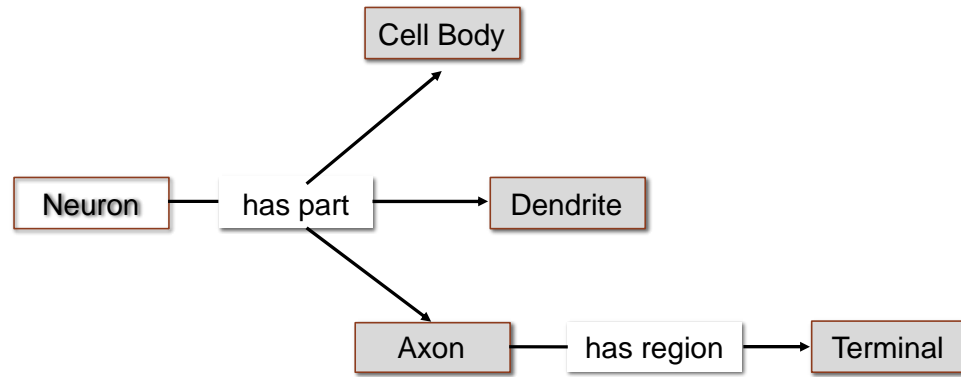 Cell Body
Neuron
has part
Dendrite
Axon
has region
Terminal